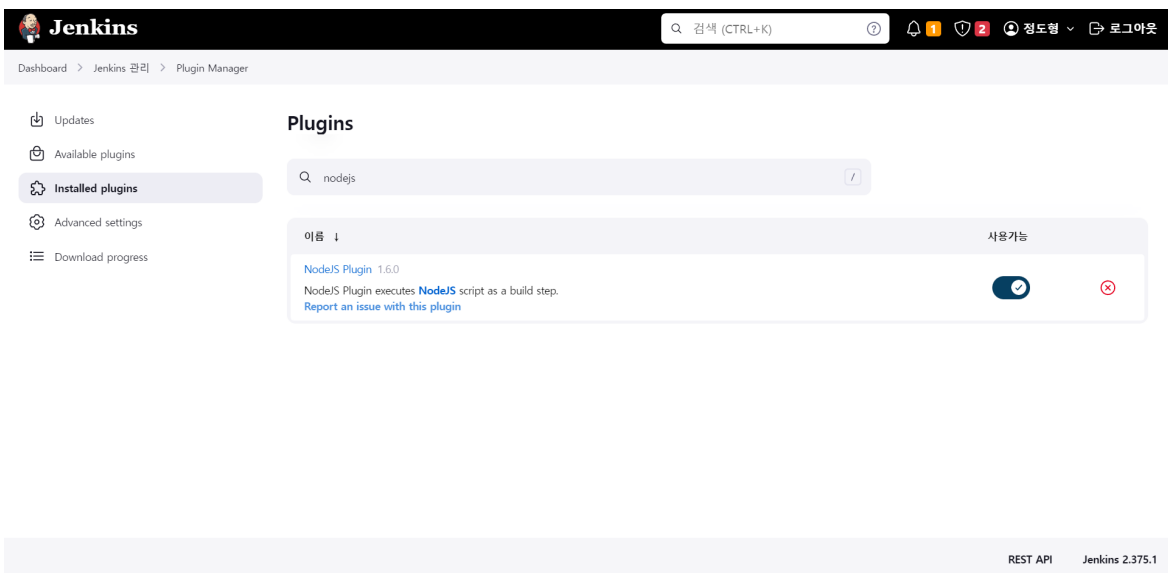 Jenkins
검색 (CTRL+K)
1
2
정도형
로그아웃
Dashboard > Jenkins 관리 > Plugin Manager
Updates
Available plugins
Installed plugins
Advanced settings
Download progress
Plugins
nodejs
/
이름 ↓
사용가능
NodeJS Plugin 1.6.0
NodeJS Plugin executes NodeJS script as a build step.
Report an issue with this plugin
REST API
Jenkins 2.375.1